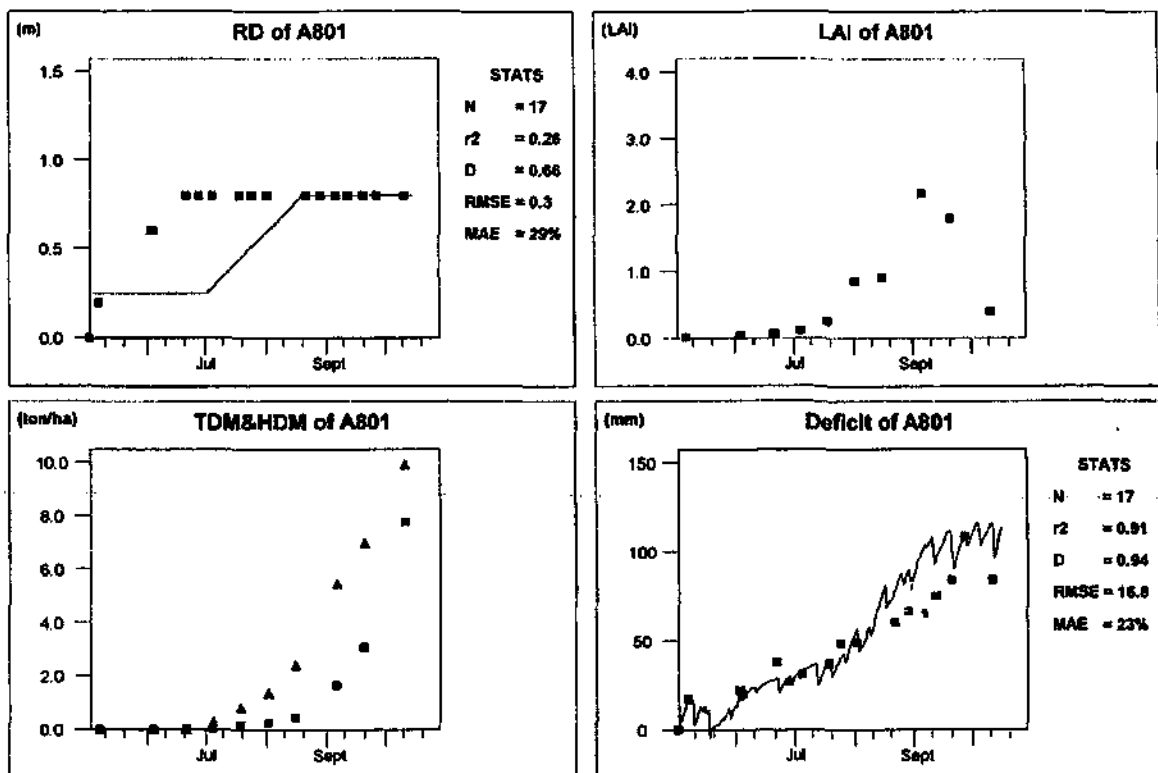 (m) RD of A801
1.5
1.0
0.5
0.0
Jul Sept
STATS
N = 17
r2 = 0.26
D = 0.66
RMSE = 0.3
MAE = 29%
(LAI) LAI of A801
4.0
3.0
2.0
1.0
0.0
Jul Sept
(ton/ha) TDM&HDM of A801
10.0
8.0
6.0
4.0
2.0
0.0
Jul Sept
(mm) Deficit of A801
150
100
50
0
Jul Sept
STATS
N = 17
r2 = 0.91
D = 0.94
RMSE = 16.8
MAE = 23%